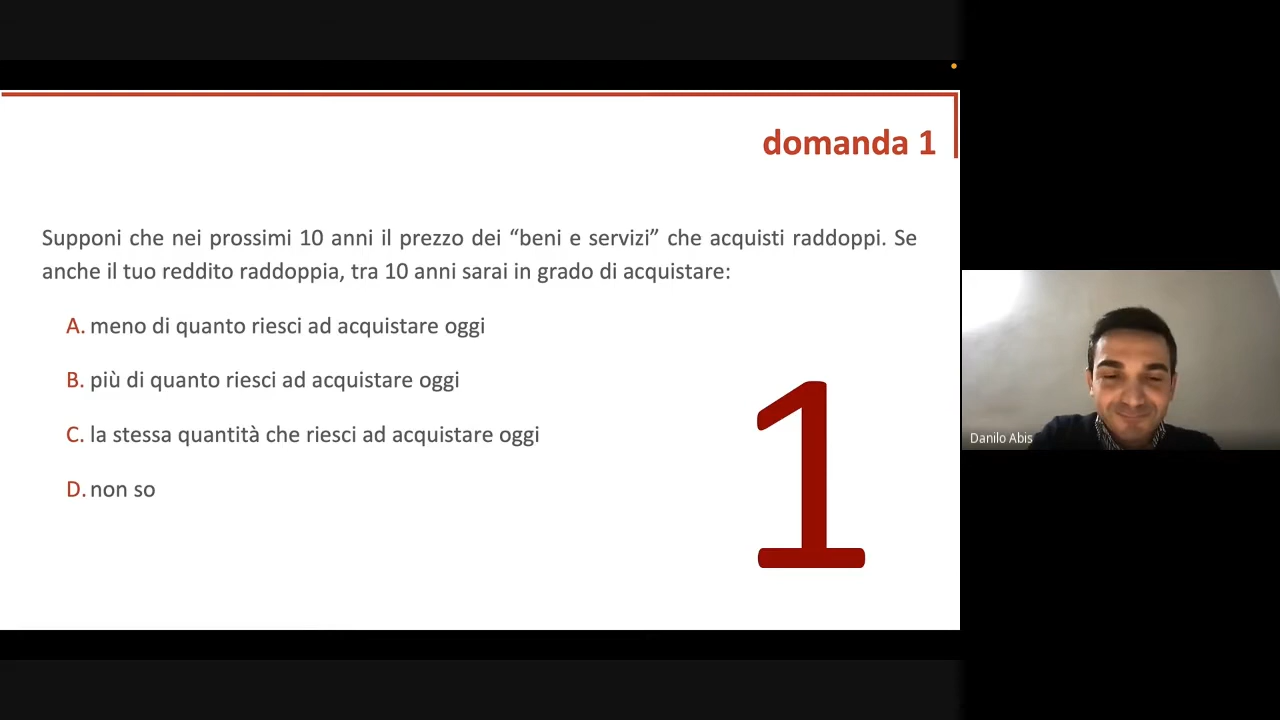 domanda 1
Supponi che nei prossimi 10 anni il prezzo dei “beni e servizi” che acquisti raddoppi. Se
anche il tuo reddito raddoppia, tra 10 anni sarai in grado di acquistare:
A. meno di quanto riesci ad acquistare oggi
B. più di quanto riesci ad acquistare oggi
C. la stessa quantità che riesci ad acquistare oggi
D. non so
1
Danilo Abis